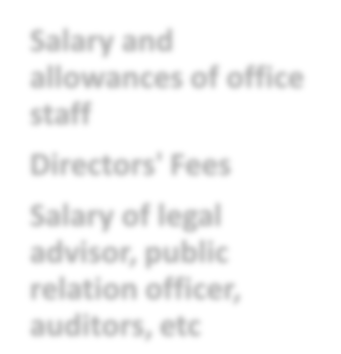 Salary and
allowances of office
staff
Directors' Fees
Salary of legal
advisor, public
relation officer,
auditors, etc